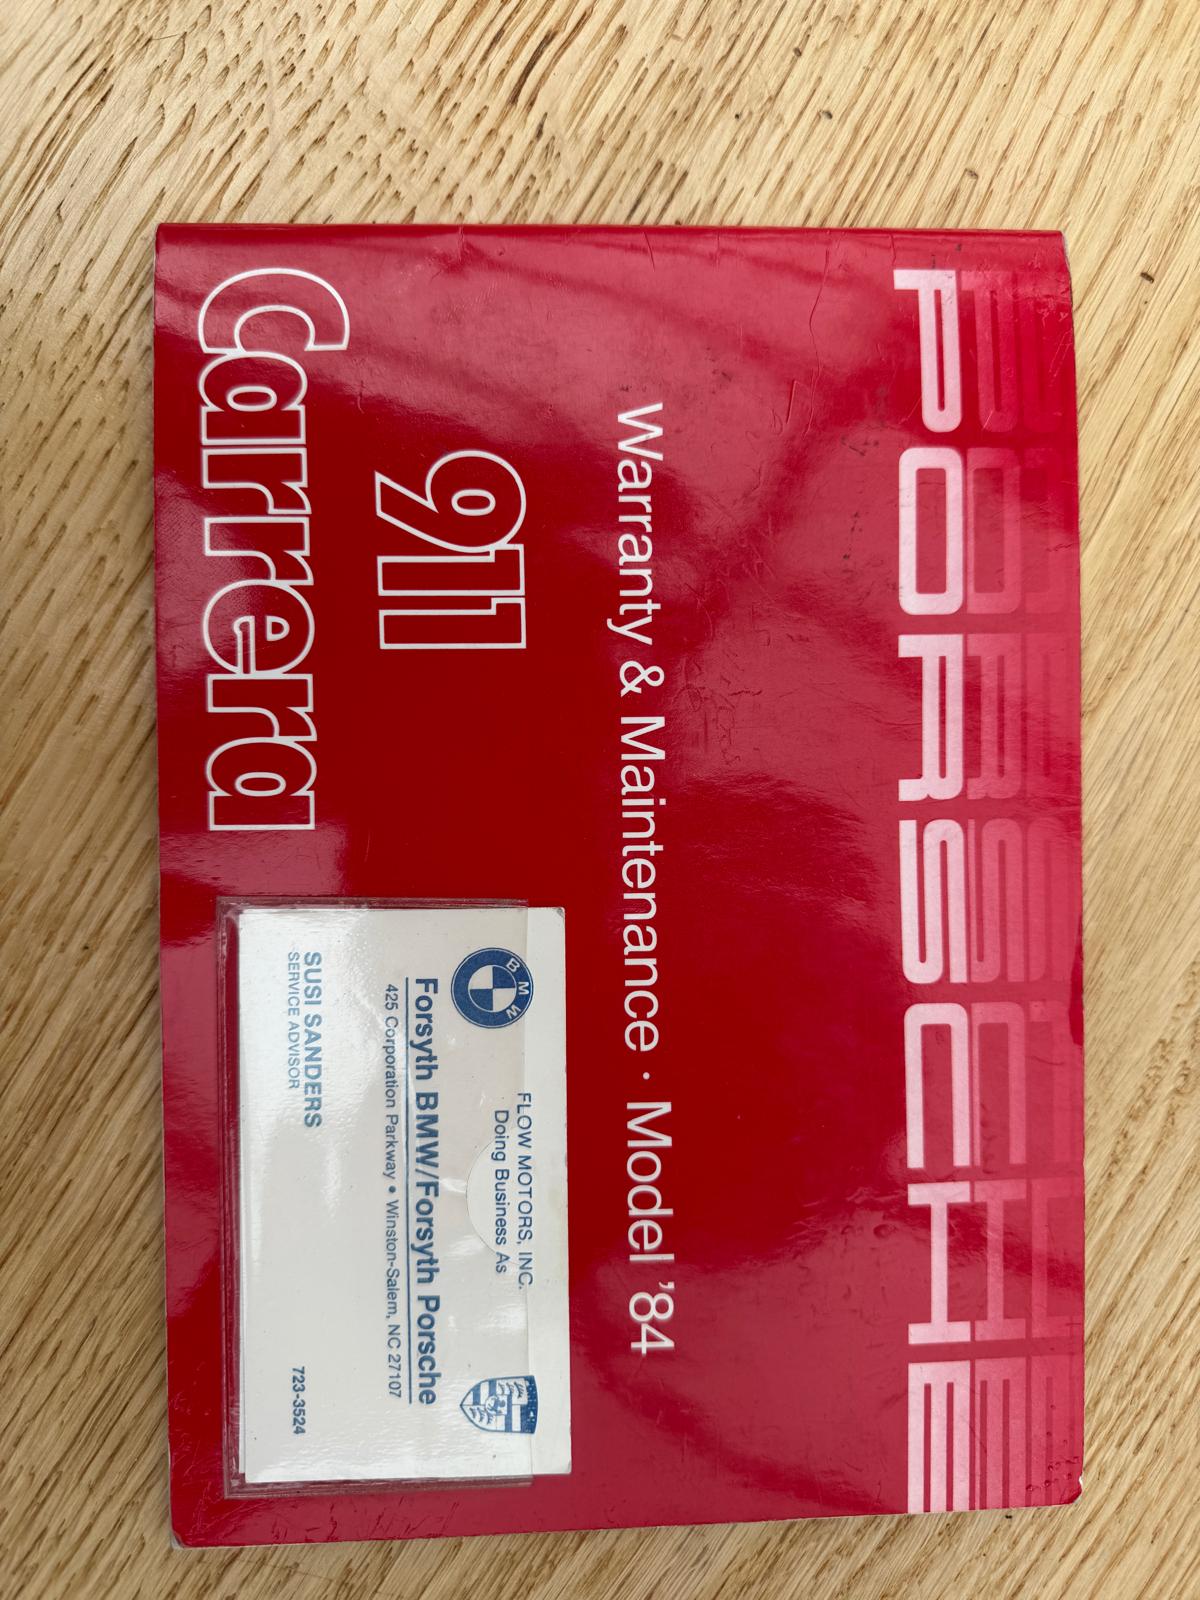 PORSCHE
Warranty & Maintenance · Model '84
911
Carrera
BMW
FLOW MOTORS, INC.
Doing Business As
Forsyth BMW/Forsyth Porsche
425 Corporation Parkway • Winston-Salem, NC 27107
SUSI SANDERS
SERVICE ADVISOR
723-3524